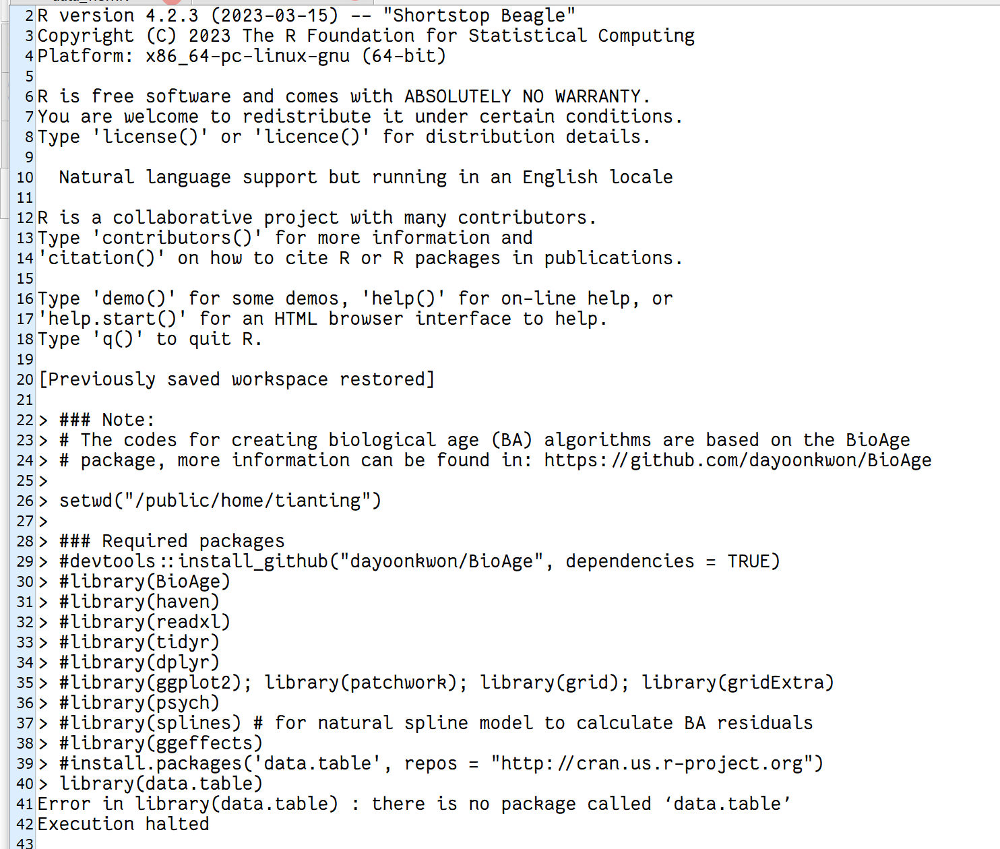 2 R version 4.2.3 (2023-03-15) -- "Shortstop Beagle"
3 Copyright (C) 2023 The R Foundation for Statistical Computing
4 Platform: x86_64-pc-linux-gnu (64-bit)
5
6 R is free software and comes with ABSOLUTELY NO WARRANTY.
7 You are welcome to redistribute it under certain conditions.
8 Type 'license()' or 'licence()' for distribution details.
9
10   Natural language support but running in an English locale
11
12 R is a collaborative project with many contributors.
13 Type 'contributors()' for more information and
14 'citation()' on how to cite R or R packages in publications.
15
16 Type 'demo()' for some demos, 'help()' for on-line help, or
17 'help.start()' for an HTML browser interface to help.
18 Type 'q()' to quit R.
19
20 [Previously saved workspace restored]
21
22 > ### Note:
23 > # The codes for creating biological age (BA) algorithms are based on the BioAge
24 > # package, more information can be found in: https://github.com/dayoonkwon/BioAge
25 >
26 > setwd("/public/home/tianting")
27 >
28 > ### Required packages
29 > #devtools::install_github("dayoonkwon/BioAge", dependencies = TRUE)
30 > #library(BioAge)
31 > #library(haven)
32 > #library(readxl)
33 > #library(tidyr)
34 > #library(dplyr)
35 > #library(ggplot2); library(patchwork); library(grid); library(gridExtra)
36 > #library(psych)
37 > #library(splines) # for natural spline model to calculate BA residuals
38 > #library(ggeffects)
39 > #install.packages('data.table', repos = "http://cran.us.r-project.org")
40 > library(data.table)
41 Error in library(data.table) : there is no package called ‘data.table’
42 Execution halted
43